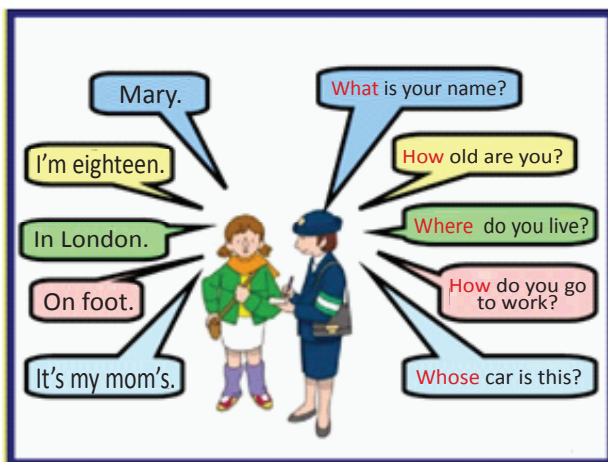 Mary.
What is your name?
I'm eighteen.
How old are you?
In London.
Where do you live?
On foot.
How do you go
to work?
It's my mom's.
Whose car is this?